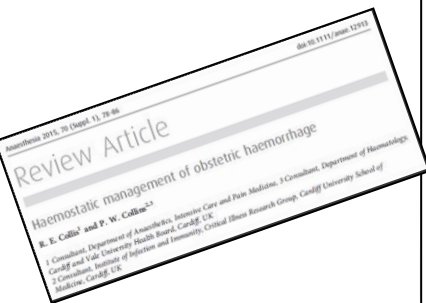 Anaesthesia 2015, 70 (Suppl. 1), 78-86
doi:10.1111/anae.12913
Review Article
Haemostatic management of obstetric haemorrhage
R. E. Collis¹ and P. W. Collins²,³
1 Consultant, Department of Anaesthetics, Intensive Care and Pain Medicine, 3 Consultant, Department of Haematology,
Cardiff and Vale University Health Board, Cardiff, UK
2 Consultant, Institute of Infection and Immunity, Critical Illness Research Group, Cardiff University School of
Medicine, Cardiff, UK